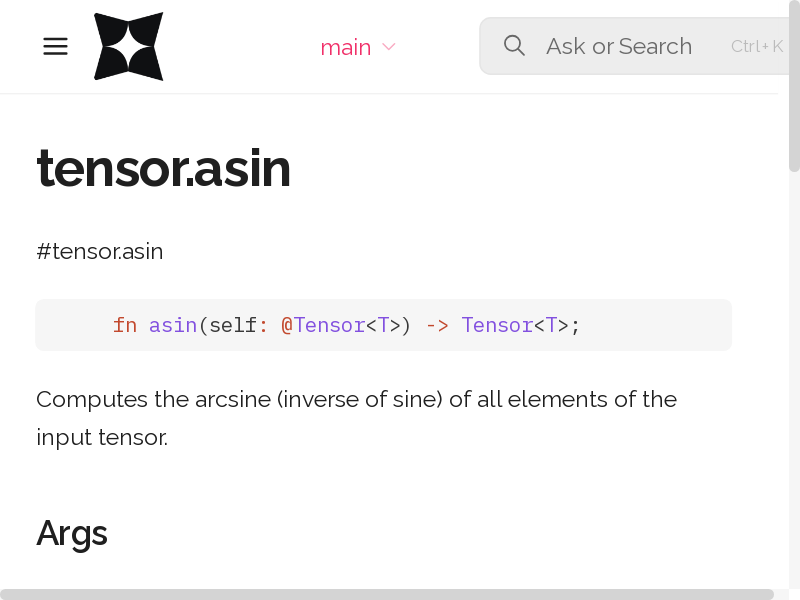 main
Ask or Search
Ctrl+K
tensor.asin
#tensor.asin
fn asin(self: @Tensor<T>) -> Tensor<T>;
Computes the arcsine (inverse of sine) of all elements of the
input tensor.
Args